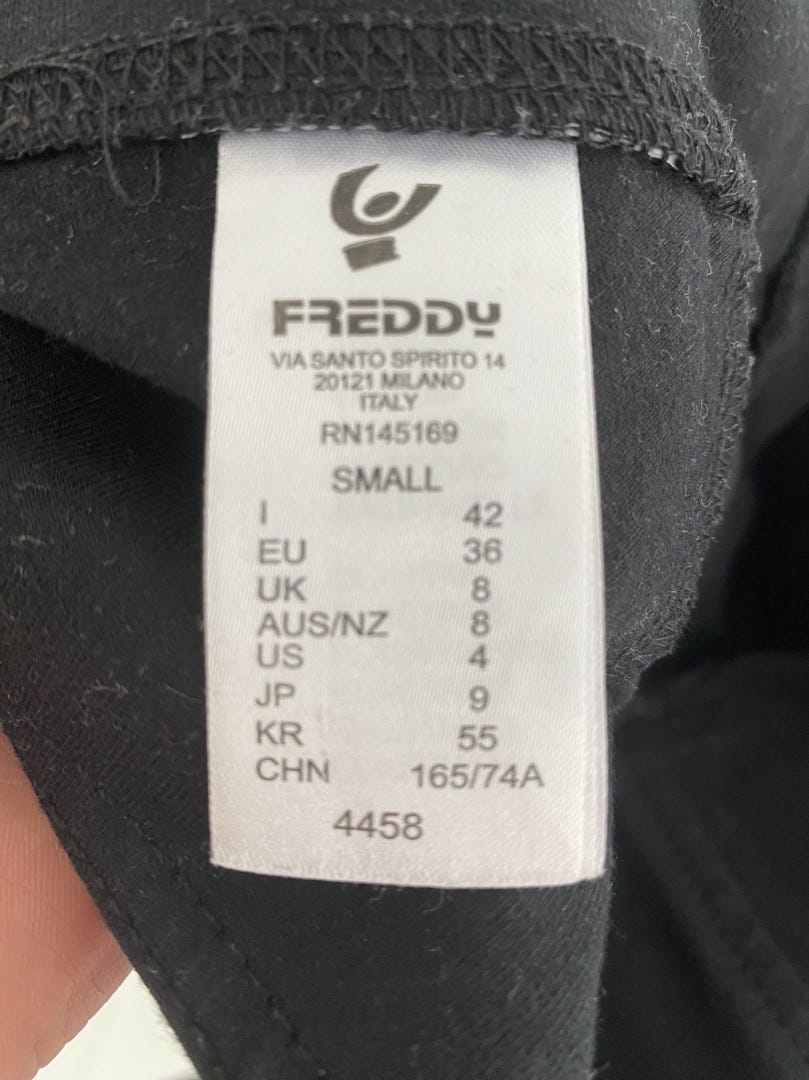 FREDDY
VIA SANTO SPIRITO 14
20121 MILANO
ITALY
RN145169
SMALL
I 42
EU 36
UK 8
AUS/NZ 8
US 4
JP 9
KR 55
CHN 165/74A
4458